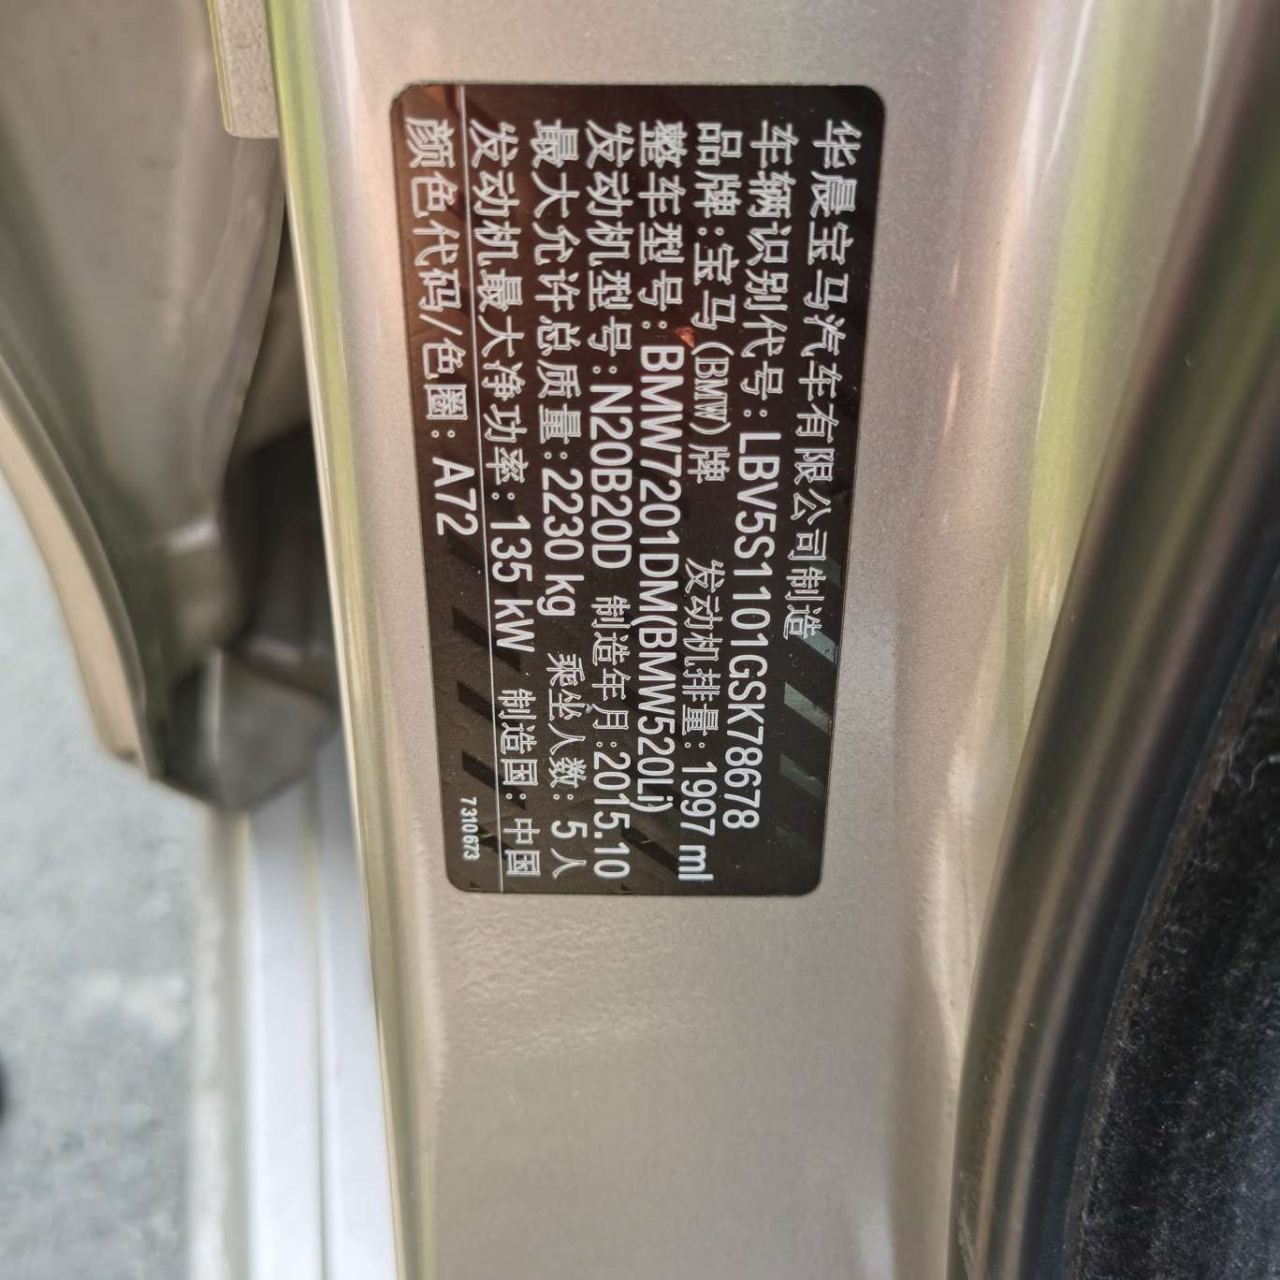 华晨宝马汽车有限公司制造
车辆识别代号:LBV5S1101GSK78678
品牌:宝马(BMW)牌 发动机排量:1997 ml
整车型号:BMW7201DM(BMW520Li)
发动机型号:N20B20D 制造年月:2015.10
最大允许总质量:2230 kg 乘坐人数:5人
发动机最大净功率:135 kW 制造国:中国
颜色代码/色圈:A72 7 310 673